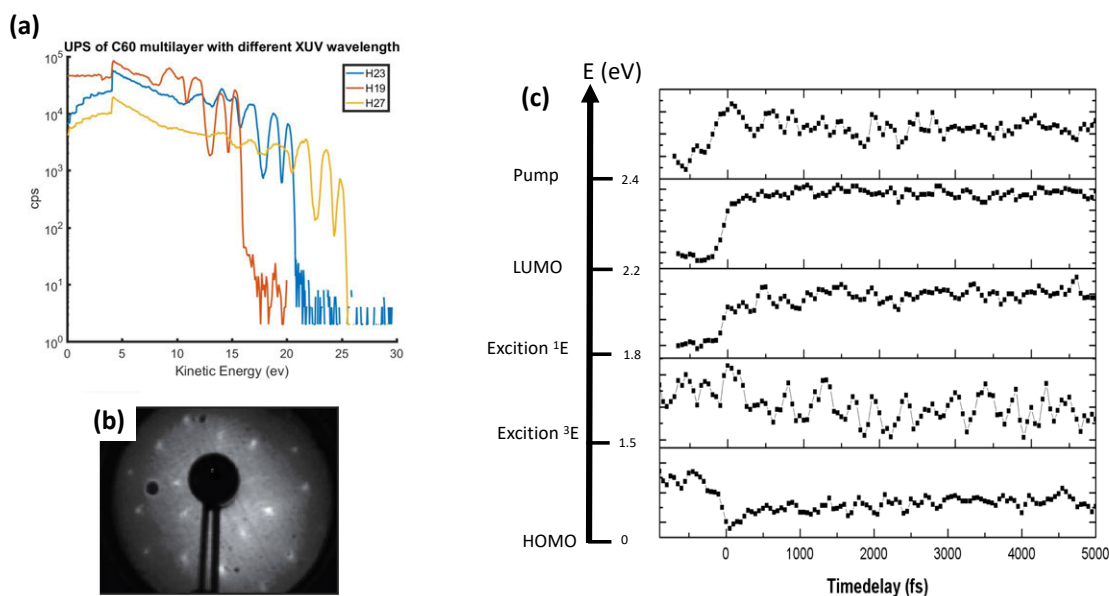 (a)
UPS of C60 multilayer with different XUV wavelength
10^5
10^4
10^3
10^2
10^1
10^0
cps
H23
H19
H27
0 5 10 15 20 25 30
Kinetic Energy (ev)
(b)
(c)
E (eV)
Pump
2.4
LUMO
2.2
Excition ¹E
1.8
Excition ³E
1.5
HOMO
0
0 1000 2000 3000 4000 5000
Timedelay (fs)